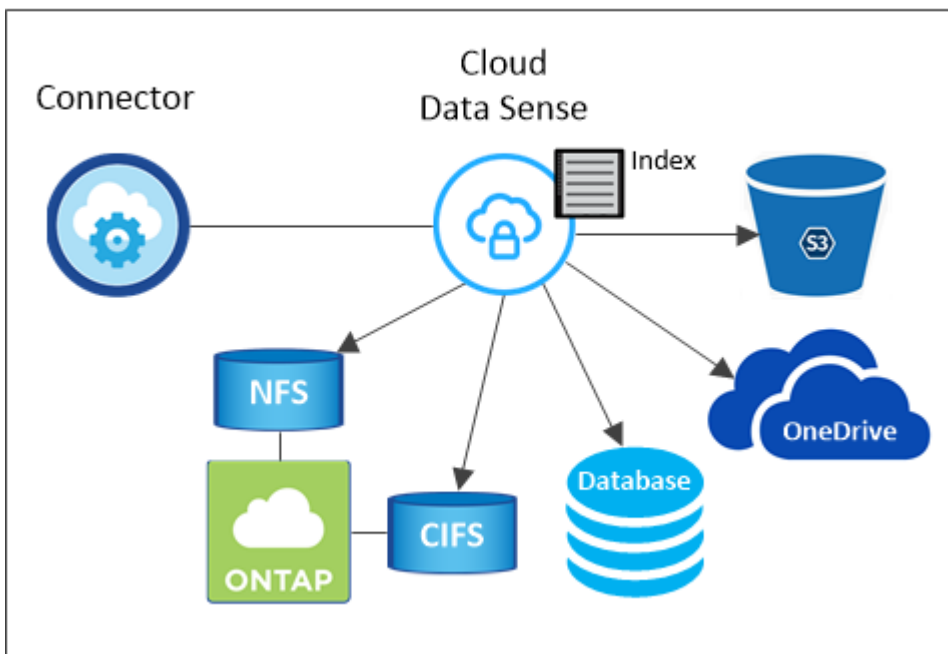 Connector
Cloud
Data Sense
Index
S3
NFS
OneDrive
Database
CIFS
ONTAP